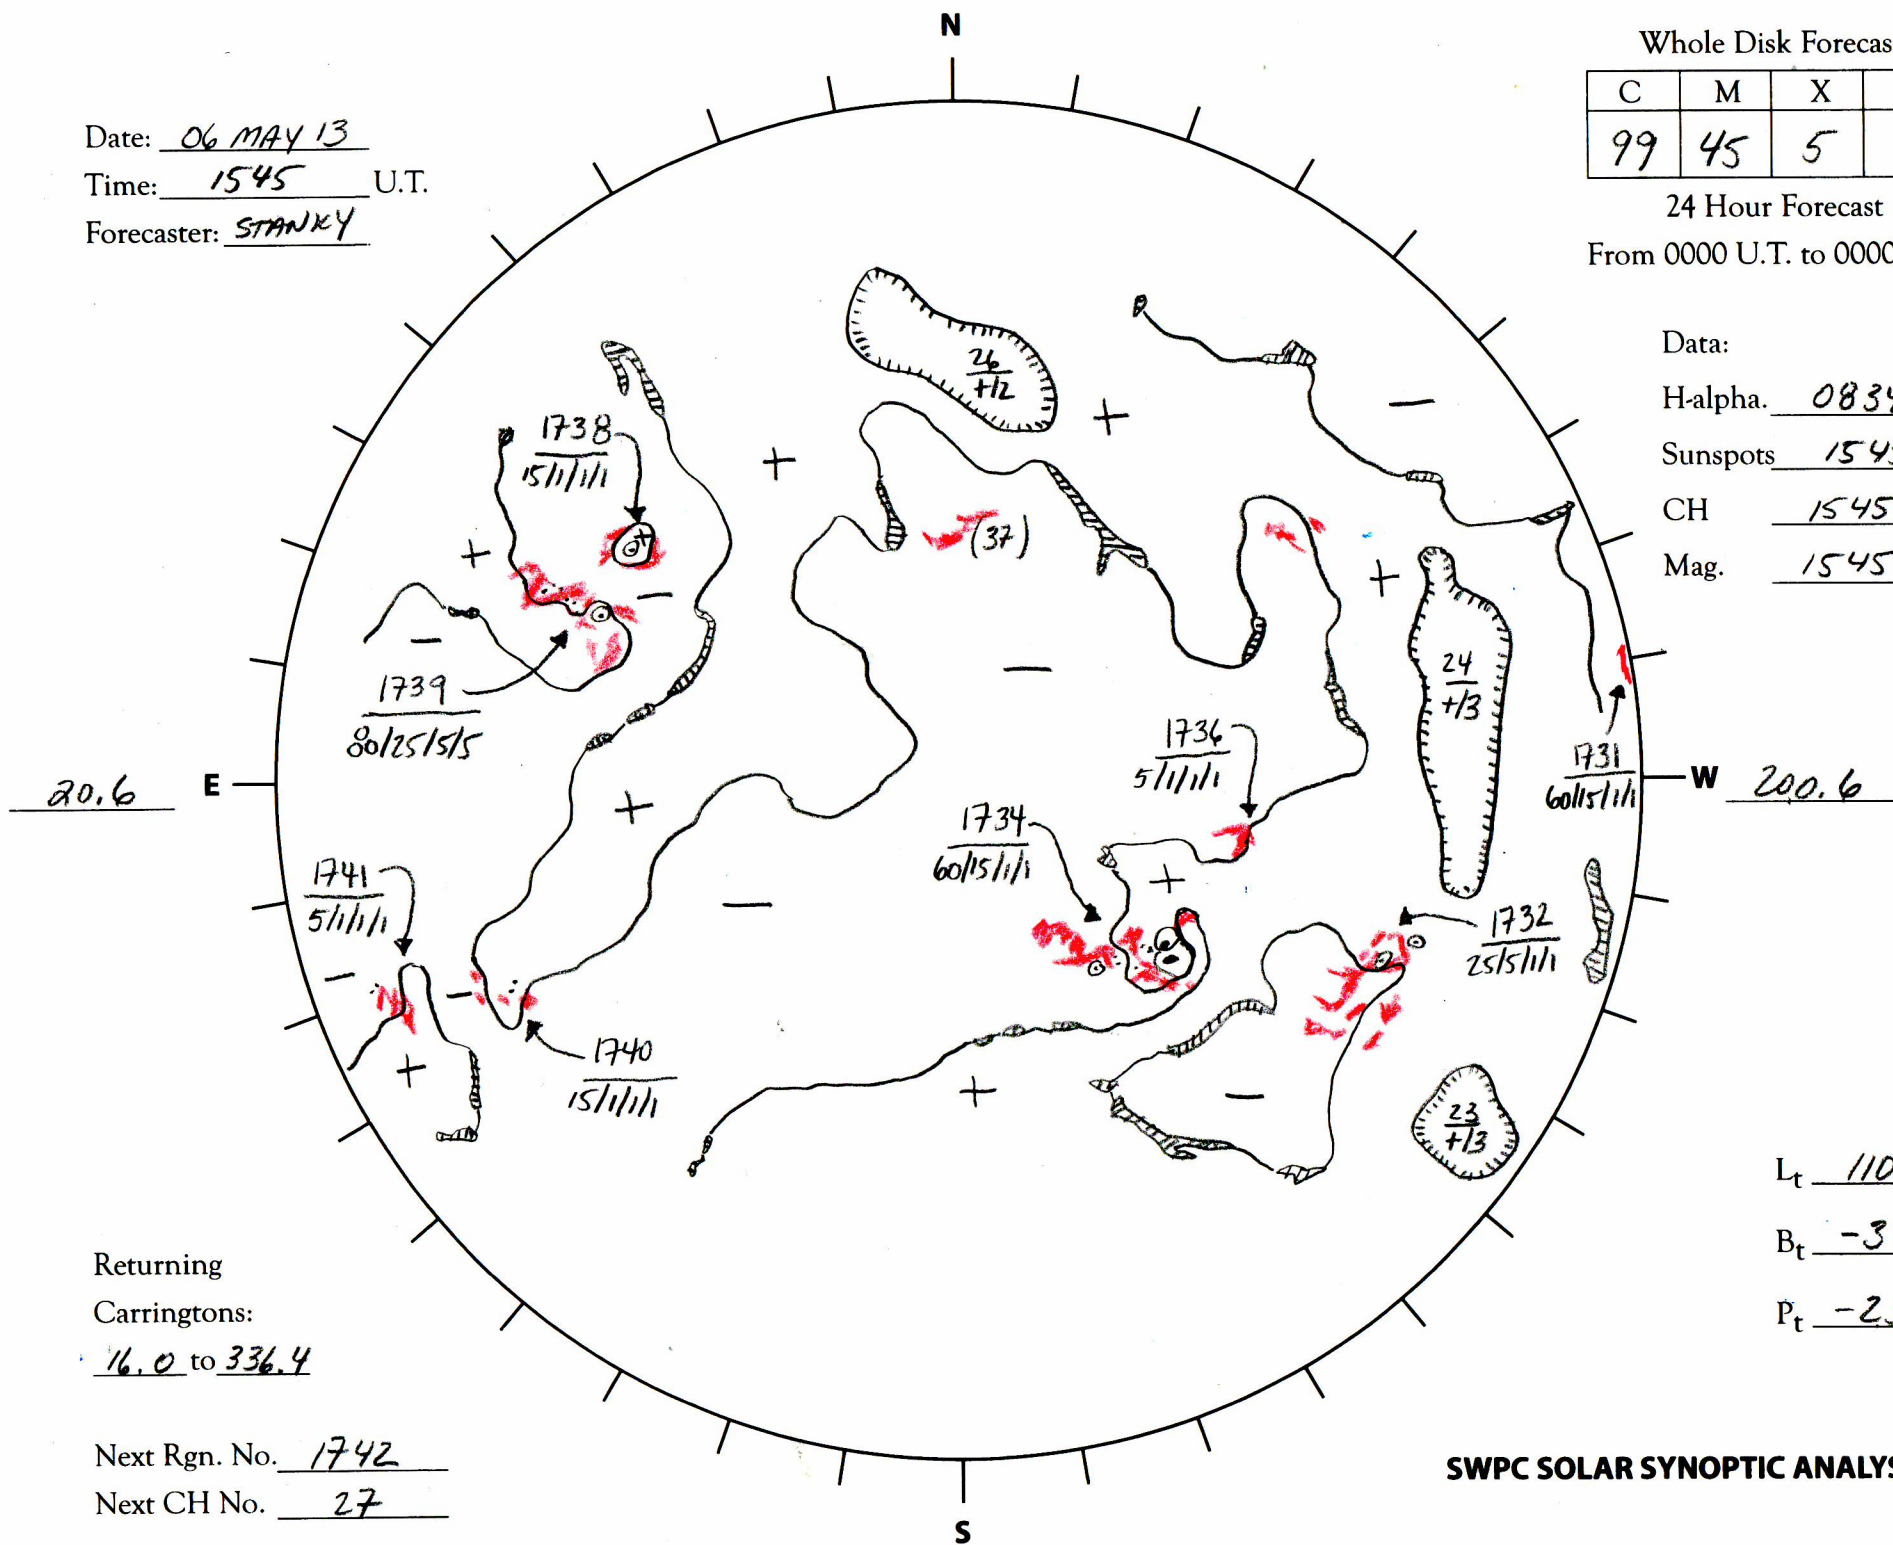 N
Whole Disk Forecas
C M X
99 45 5
24 Hour Forecast
From 0000 U.T. to 0000
Date: 06 MAY 13
Time: 1545 U.T.
Forecaster: STANKY
Data:
H-alpha. 083
Sunspots 154
CH 1545
Mag. 1545
26
+/2
+
-
+
1738
15/1/1/1
+
+
(37)
+
-
-
-
1739
80/25/5/5
24
+/3
1736
5/1/1/1
1731
60/15/1/1
20.6 E
W 200.6
+
1734
60/15/1/1
+
1741
5/1/1/1
-
1732
25/5/1/1
-
-
1740
15/1/1/1
+
+
-
23
+/3
Lt 110
Bt -3
Pt -2
Returning
Carringtons:
16.0 to 336.4
Next Rgn. No. 1742
Next CH No. 27
SWPC SOLAR SYNOPTIC ANALYS
S